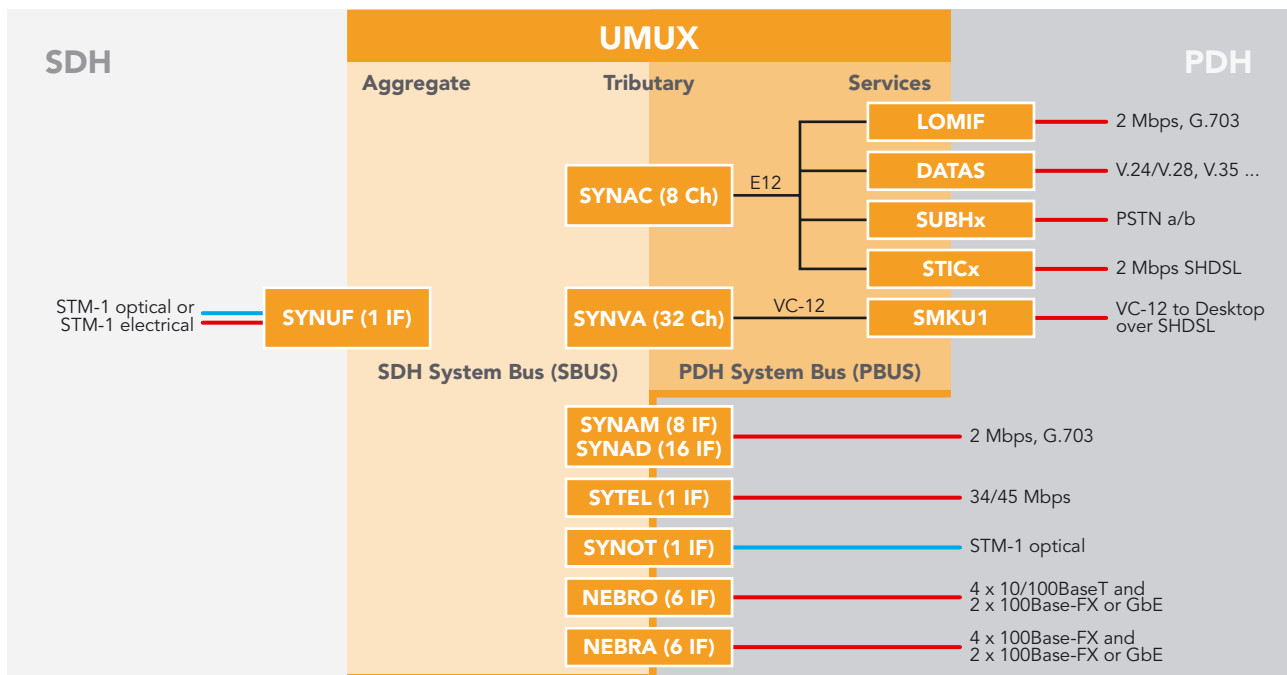 SDH
UMUX
PDH
Aggregate
Tributary
Services
LOMIF
2 Mbps, G.703
DATAS
V.24/V.28, V.35 ...
SYNAC (8 Ch)
E12
SUBHx
PSTN a/b
STICx
2 Mbps SHDSL
STM-1 optical or
STM-1 electrical
SYNUF (1 IF)
SYNVA (32 Ch)
VC-12
SMKU1
VC-12 to Desktop
over SHDSL
SDH System Bus (SBUS)
PDH System Bus (PBUS)
SYNAM (8 IF)
SYNAD (16 IF)
2 Mbps, G.703
SYTEL (1 IF)
34/45 Mbps
SYNOT (1 IF)
STM-1 optical
NEBRO (6 IF)
4 x 10/100BaseT and
2 x 100Base-FX or GbE
NEBRA (6 IF)
4 x 100Base-FX and
2 x 100Base-FX or GbE